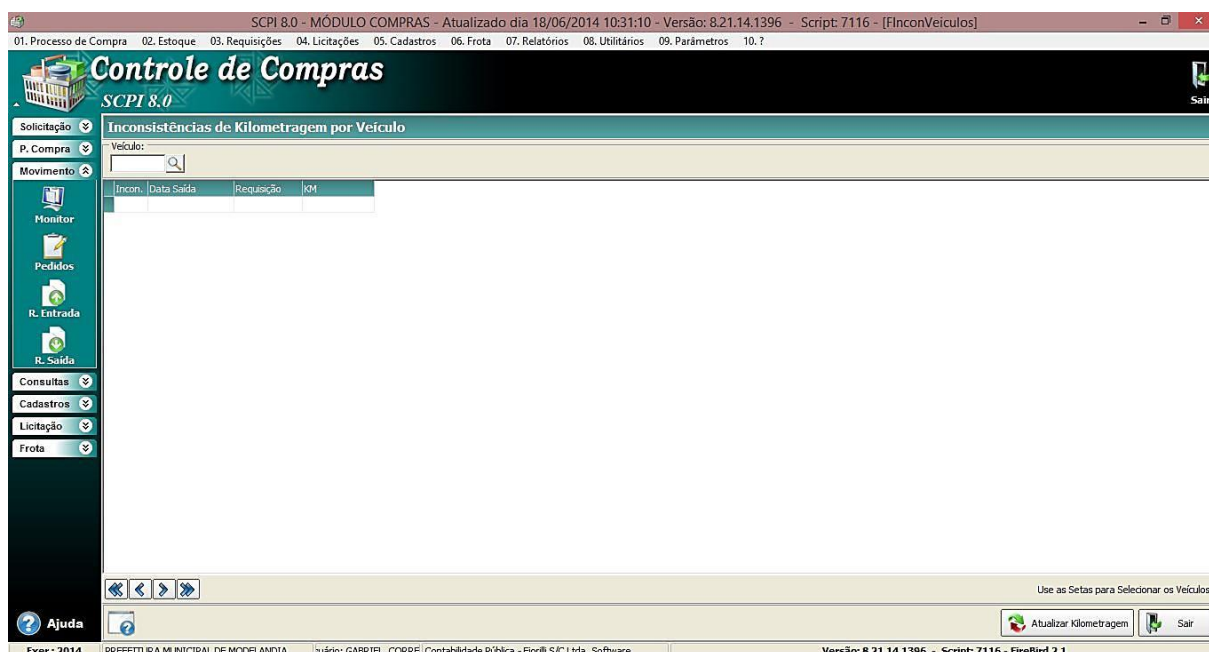 SCPI 8.0 - MÓDULO COMPRAS - Atualizado dia 18/06/2014 10:31:10 - Versão: 8.21.14.1396 - Script: 7116 - [FInconVeiculos]
01. Processo de Compra 02. Estoque 03. Requisições 04. Licitações 05. Cadastros 06. Frota 07. Relatórios 08. Utilitários 09. Parâmetros 10. ?
Controle de Compras
SCPI 8.0
Sair
Solicitação
Inconsistências de Kilometragem por Veículo
P. Compra
Veículo:
Movimento
Incon. Data Saída Requisição KM
Monitor
Pedidos
R. Entrada
R. Saída
Consultas
Cadastros
Licitação
Frota
Use as Setas para Selecionar os Veículos
Ajuda
Atualizar Kilometragem Sair
Exer.: 2014 PREFEITURA MUNICIPAL DE MODELANDIA uário: GABRIEL_CORRE Contabilidade Pública - Fiorilli S/C Ltda. Software Versão: 8.21.14.1396 - Script: 7116 - FireBird 2.1